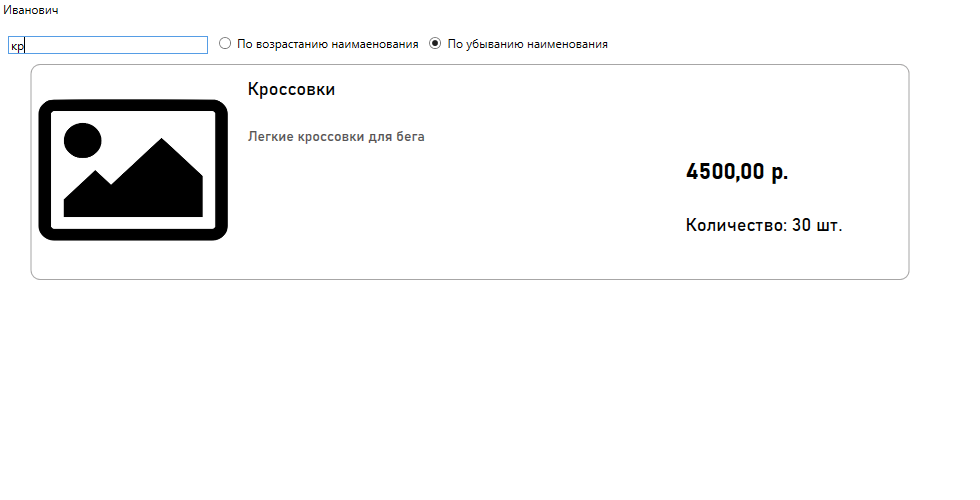 Иванович
кр По возрастанию наимаенования По убыванию наименования
Кроссовки
Легкие кроссовки для бега
4500,00 р.
Количество: 30 шт.